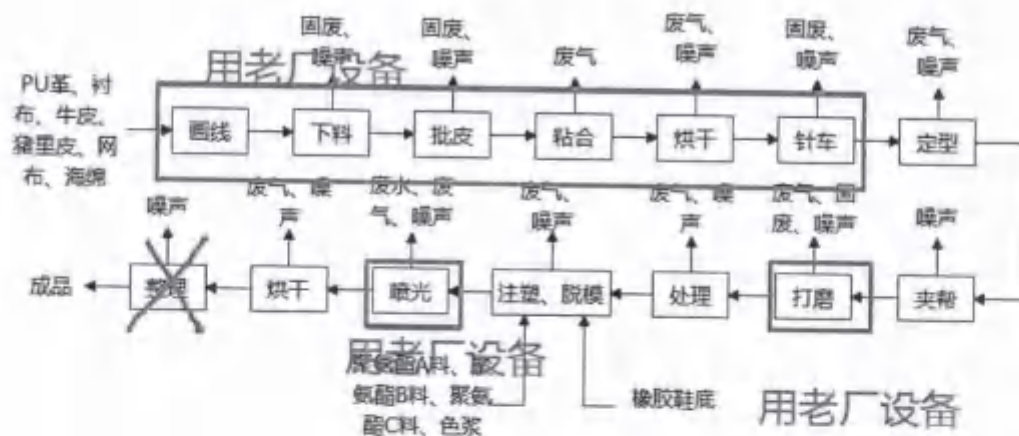 固废、
噪声
固废、
噪声
废气
废气、
噪声
固废、
噪声
废气、
噪声
用老厂设备
PU革、衬
布、牛皮、
猪里皮、网
布、海绵
画线
下料
批皮
粘合
烘干
针车
定型
噪声
废气、噪
声
废水、废
气、噪声
废气、
噪声
废气、噪
声
废气、固
废、噪声
噪声
成品
整理
烘干
喷光
注塑、脱模
处理
打磨
夹帮
用老厂设备
聚氨酯A料、聚
氨酯B料、聚氨
酯C料、色浆
橡胶鞋底
用老厂设备